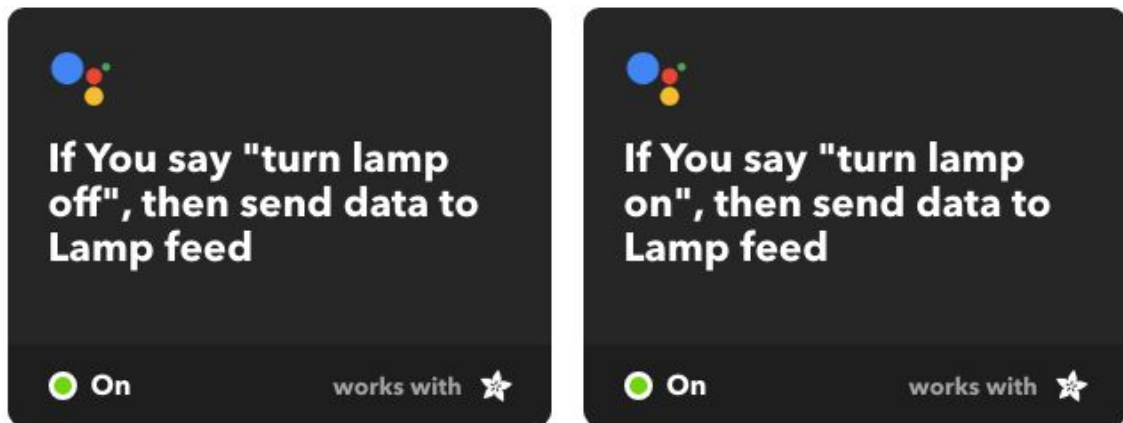 If You say "turn lamp
off", then send data to
Lamp feed
On
works with
If You say "turn lamp
on", then send data to
Lamp feed
On
works with